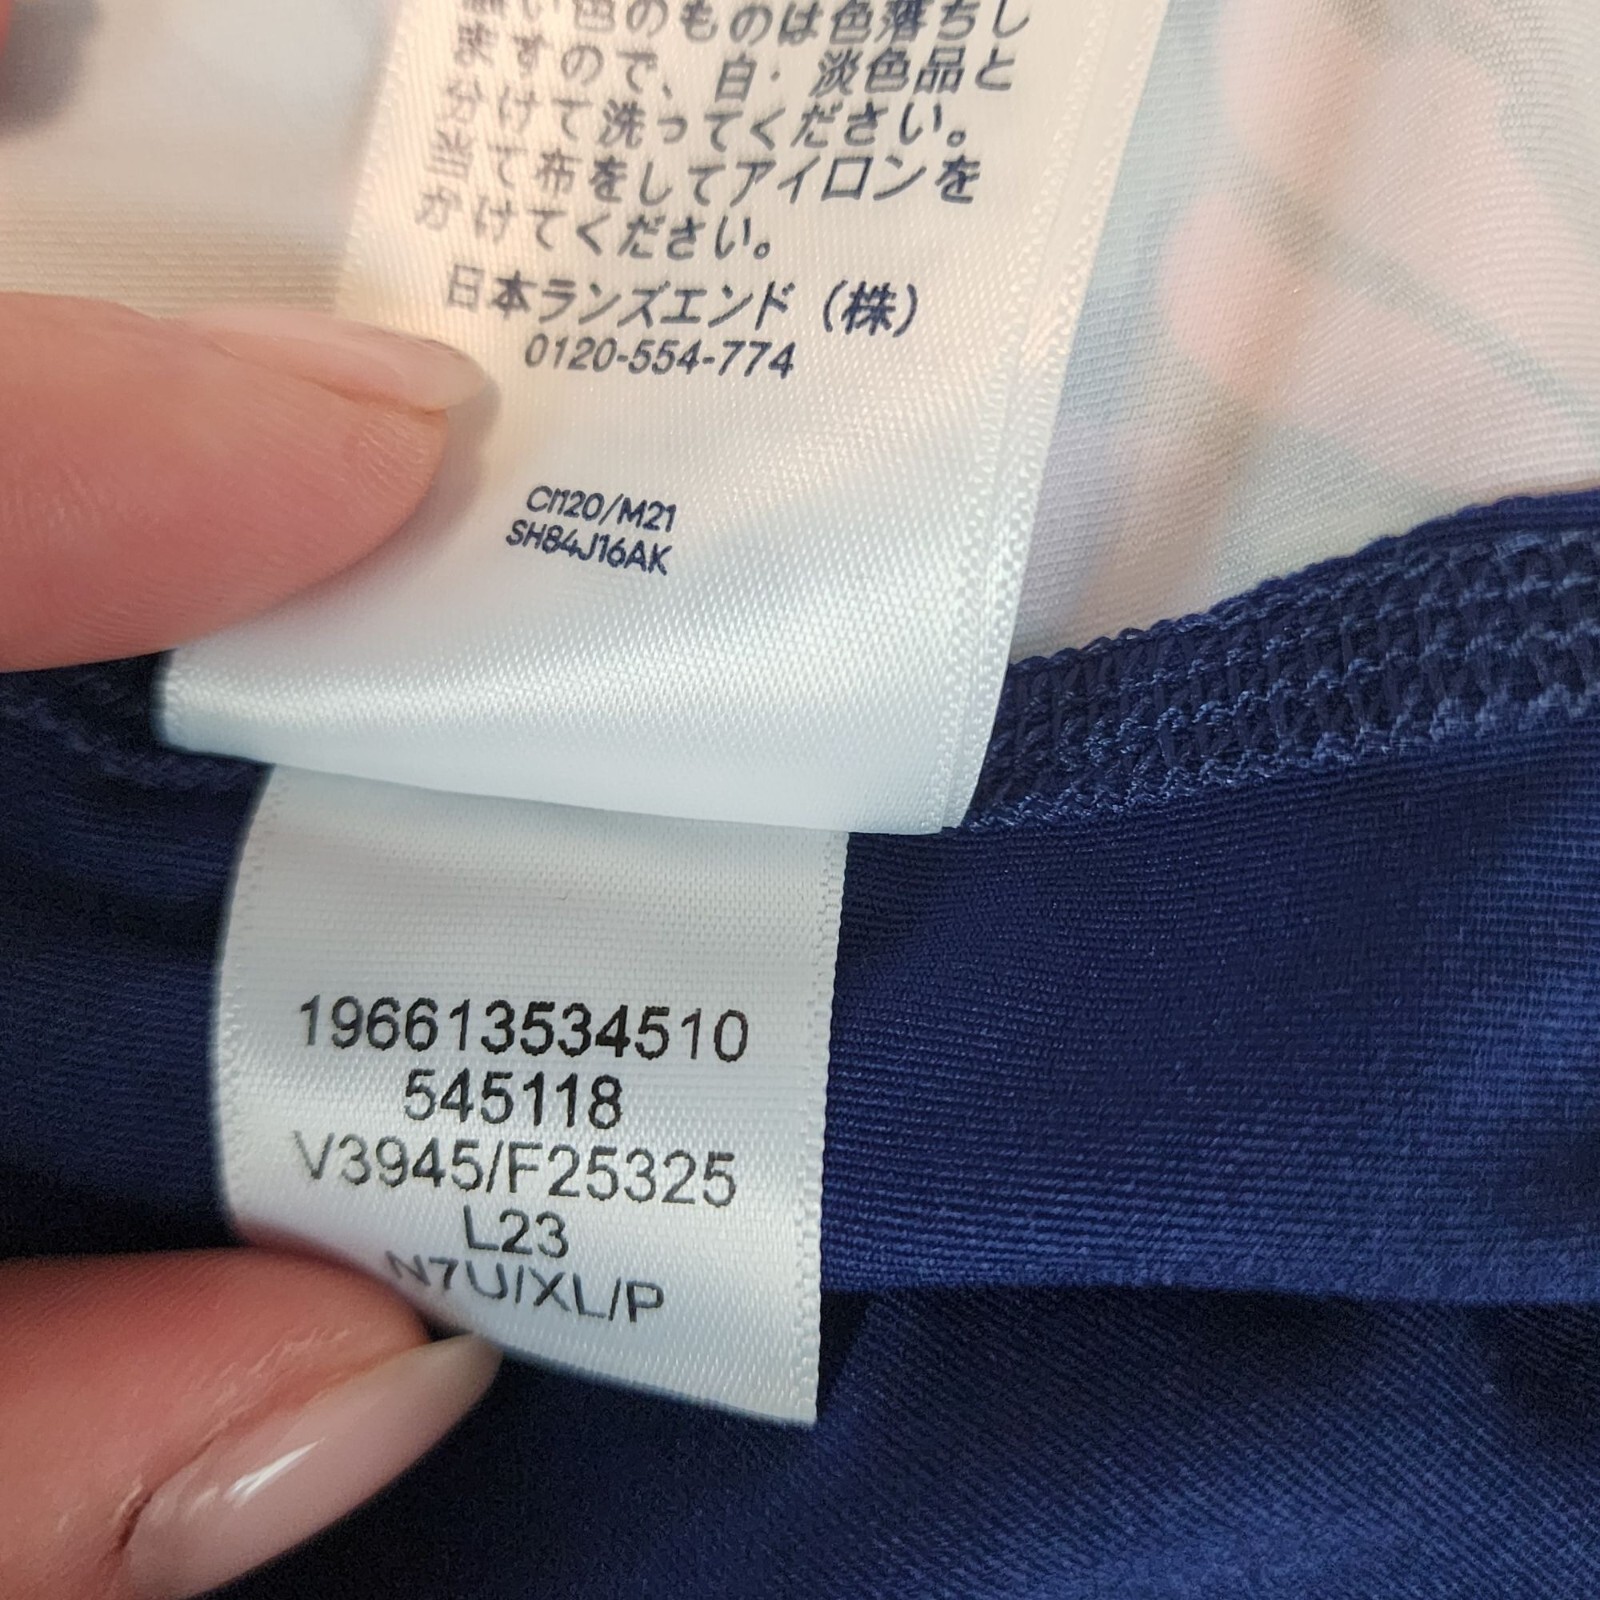 い色のものは色落ちし
ますので、白・淡色品と
分けて洗ってください。
当て布をしてアイロンを
かけてください。
日本ランズエンド（株）
0120-554-774
CI120/M21
SH84J16AK
196613534510
545118
V3945/F25325
L23
N7U/XL/P